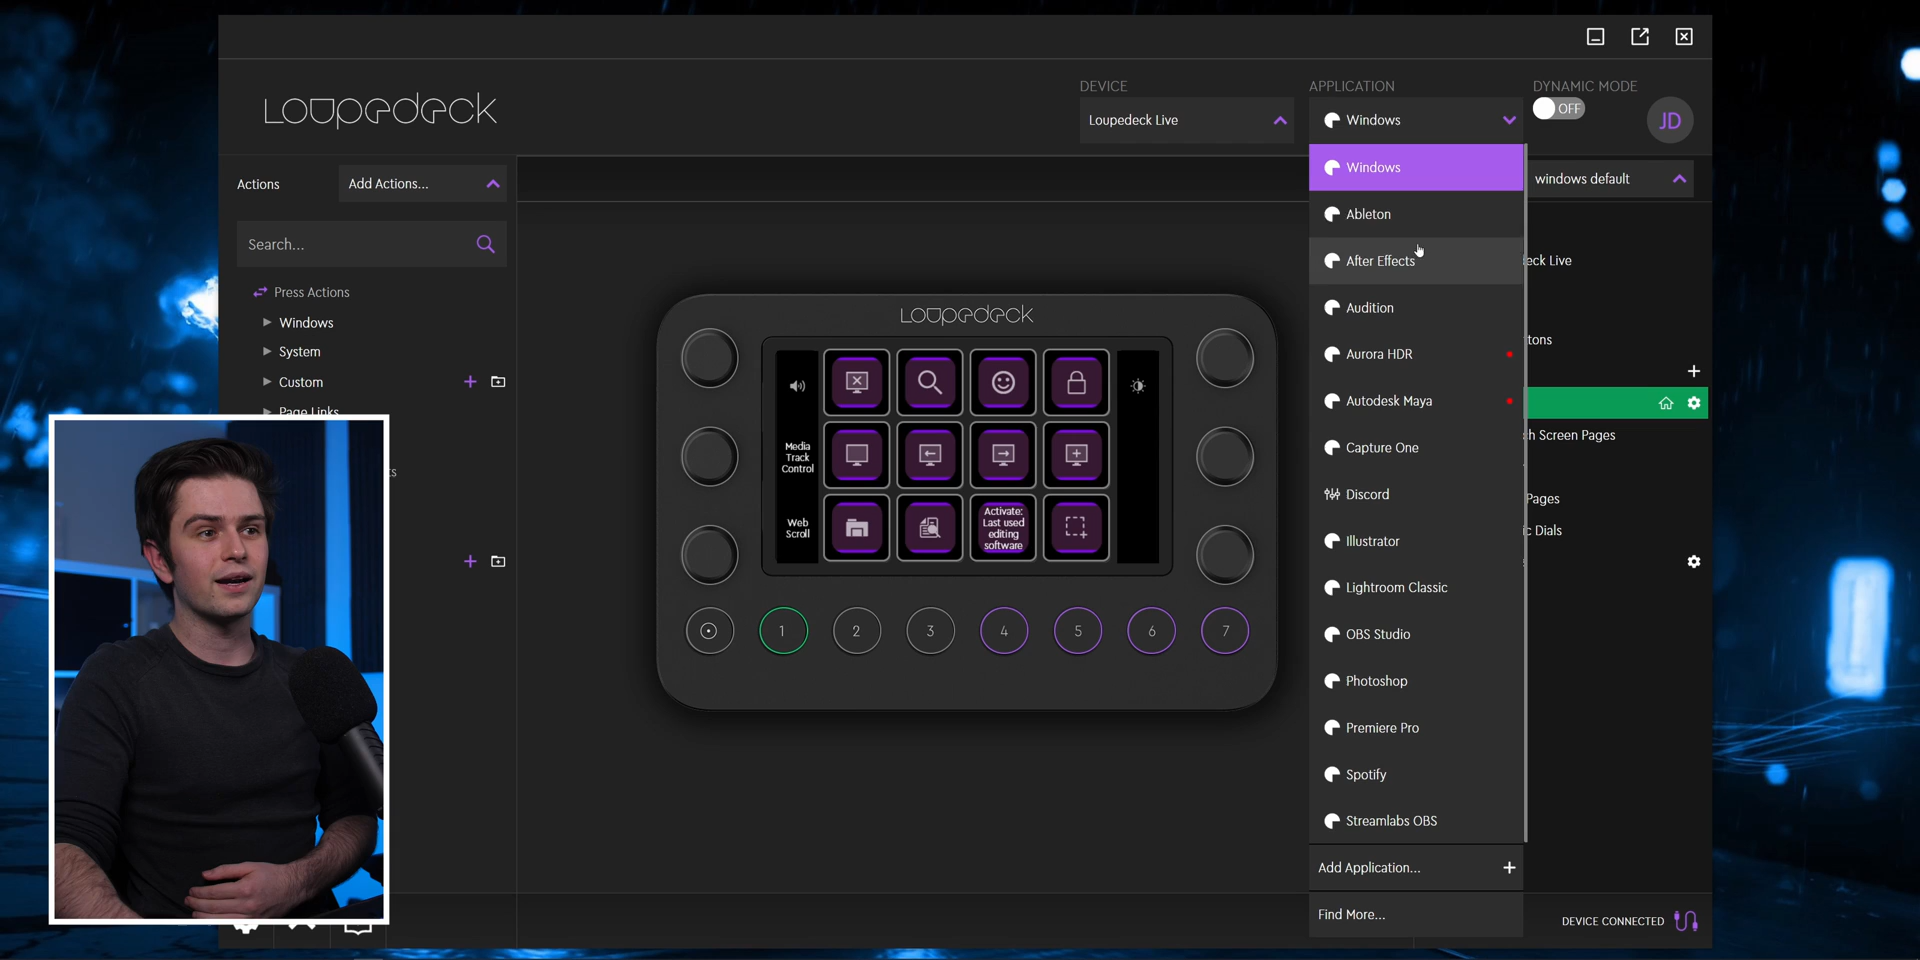 Loupedeck
DEVICE
Loupedeck Live
APPLICATION
Windows
DYNAMIC MODE
OFF
JD
Actions
Add Actions...
Search...
Press Actions
Windows
System
Custom
Page Links
ts
Windows
Ableton
After Effects
Audition
Aurora HDR
Autodesk Maya
Capture One
Discord
Illustrator
Lightroom Classic
OBS Studio
Photoshop
Premiere Pro
Spotify
Streamlabs OBS
Add Application...
Find More...
windows default
eck Live
tons
h Screen Pages
Pages
ic Dials
Loupedeck
Media
Track
Control
Web
Scroll
Activate:
Last used
editing
software
1 2 3 4 5 6 7
DEVICE CONNECTED